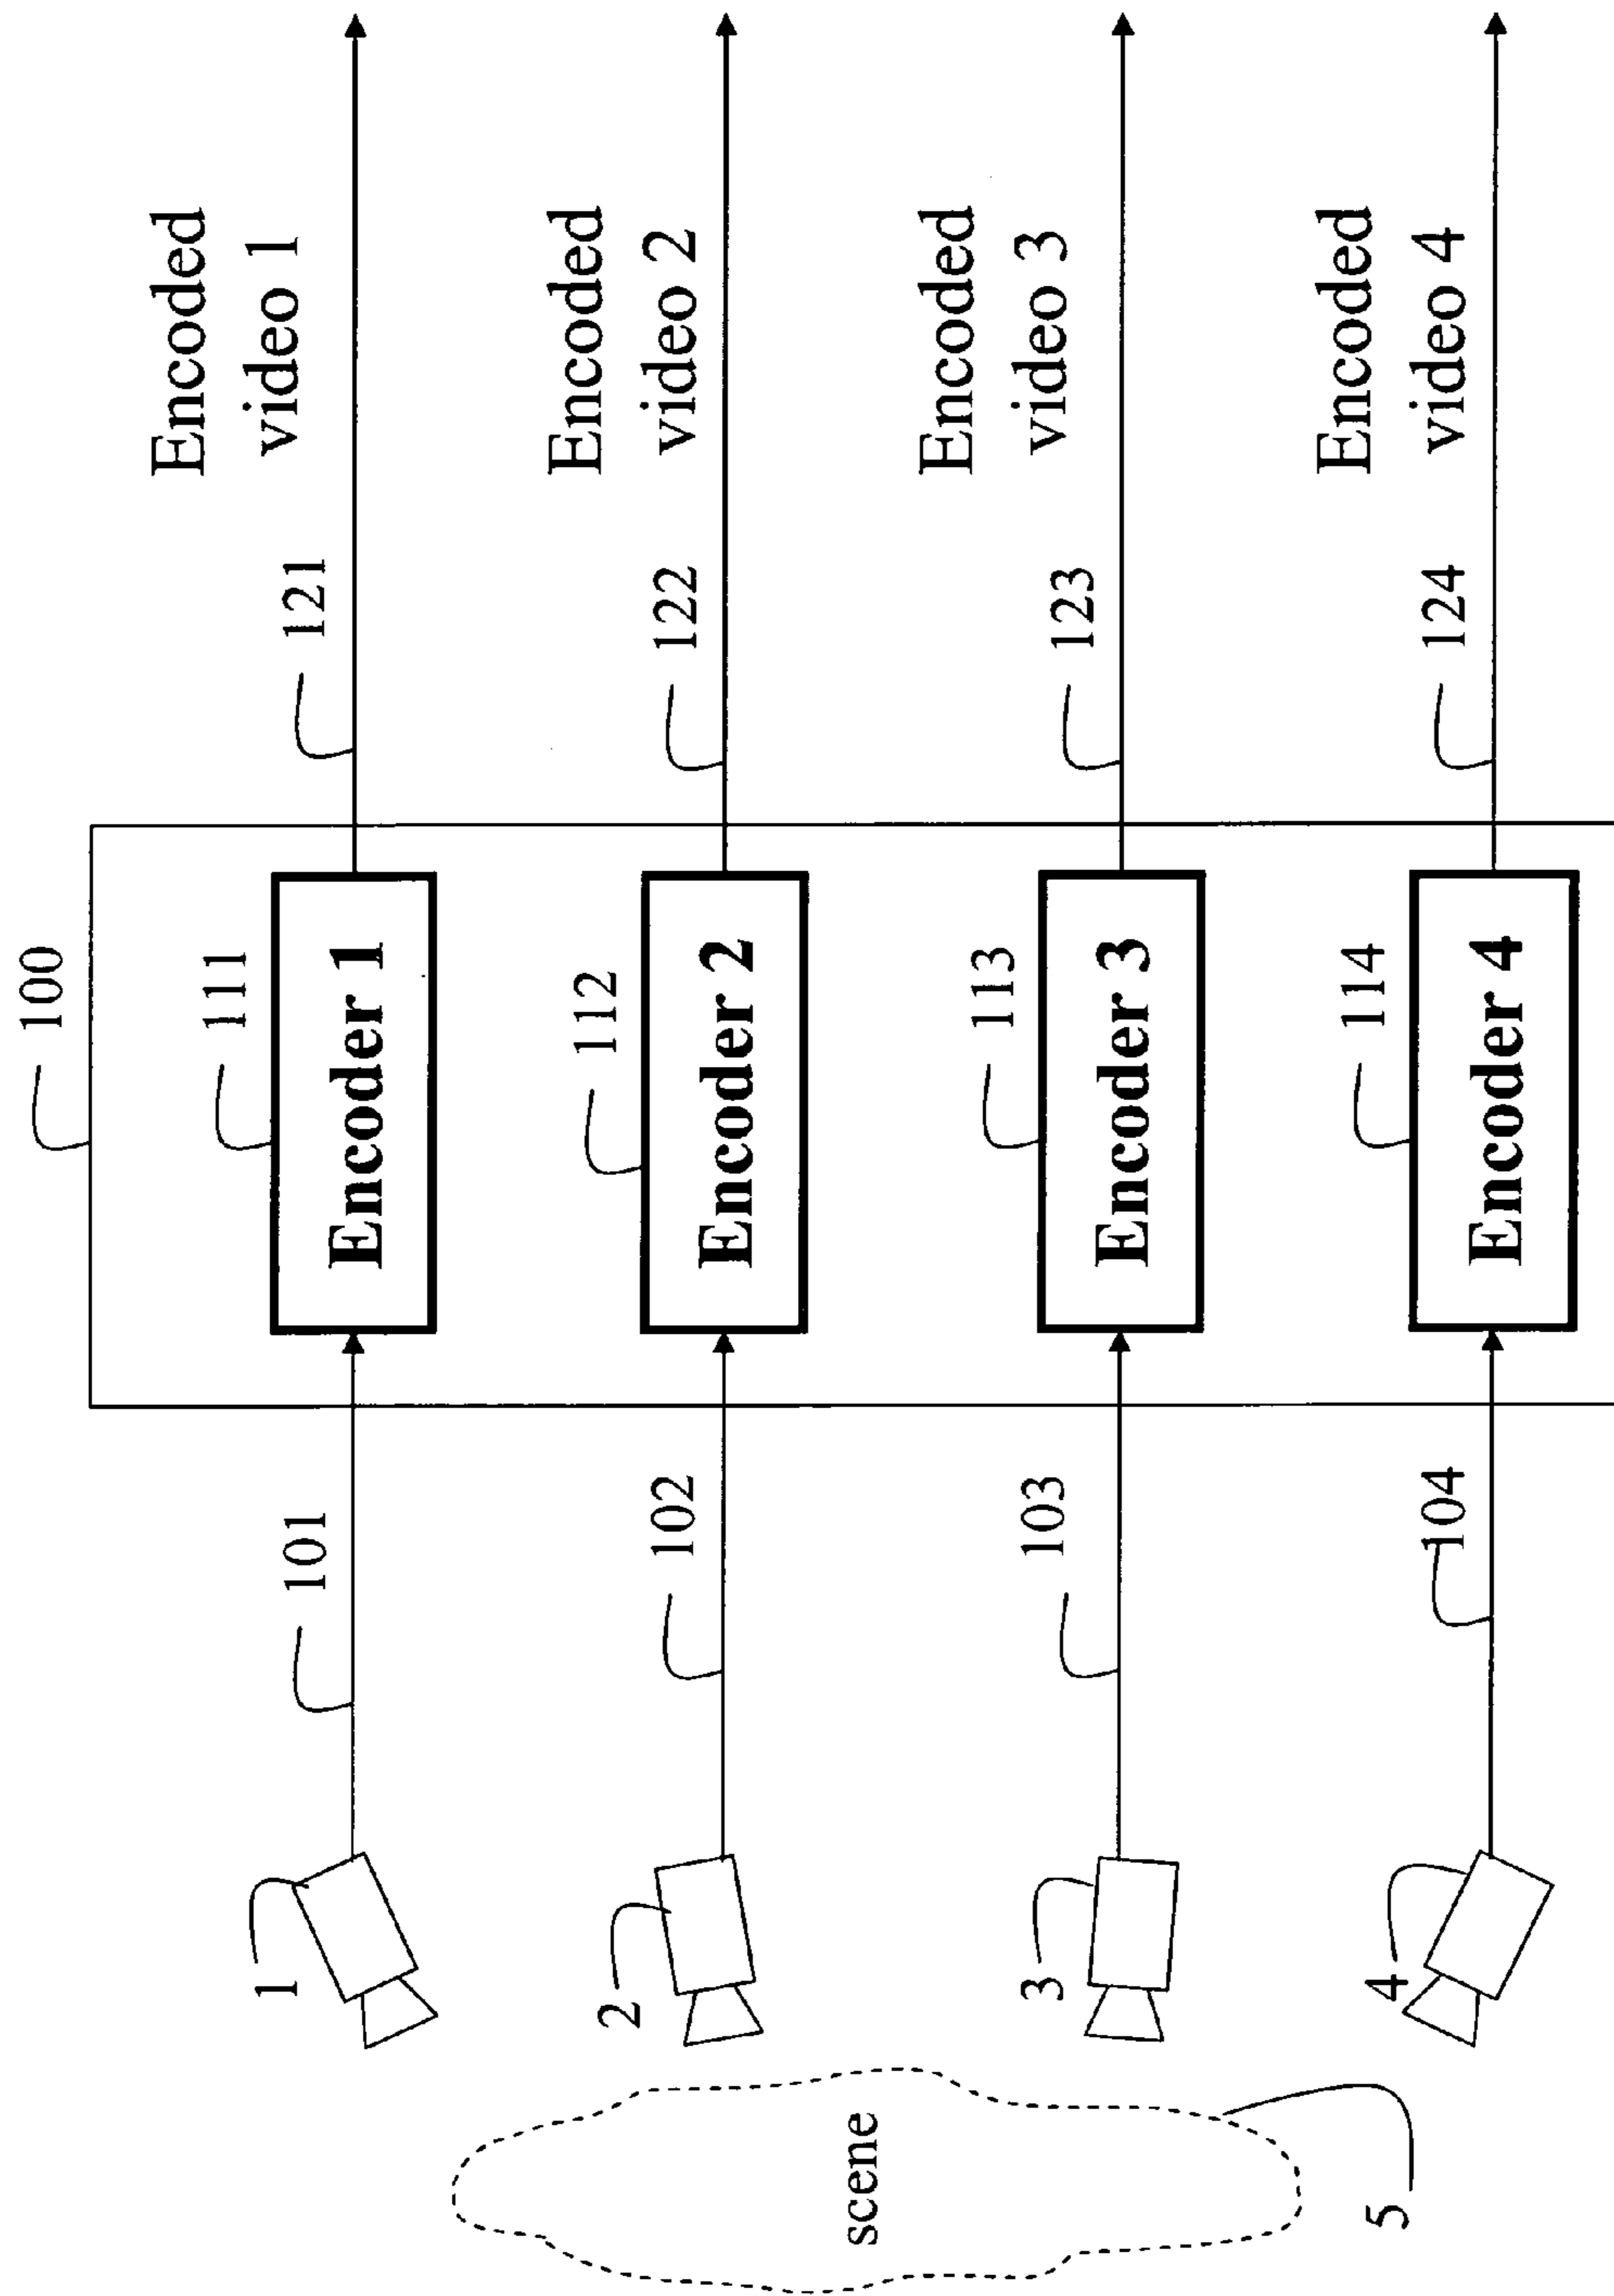 100
1
101
111
121
Encoded
video 1
Encoder 1
2
102
112
122
Encoded
video 2
Encoder 2
scene
3
103
113
123
Encoded
video 3
Encoder 3
4
104
114
124
Encoded
video 4
Encoder 4
5